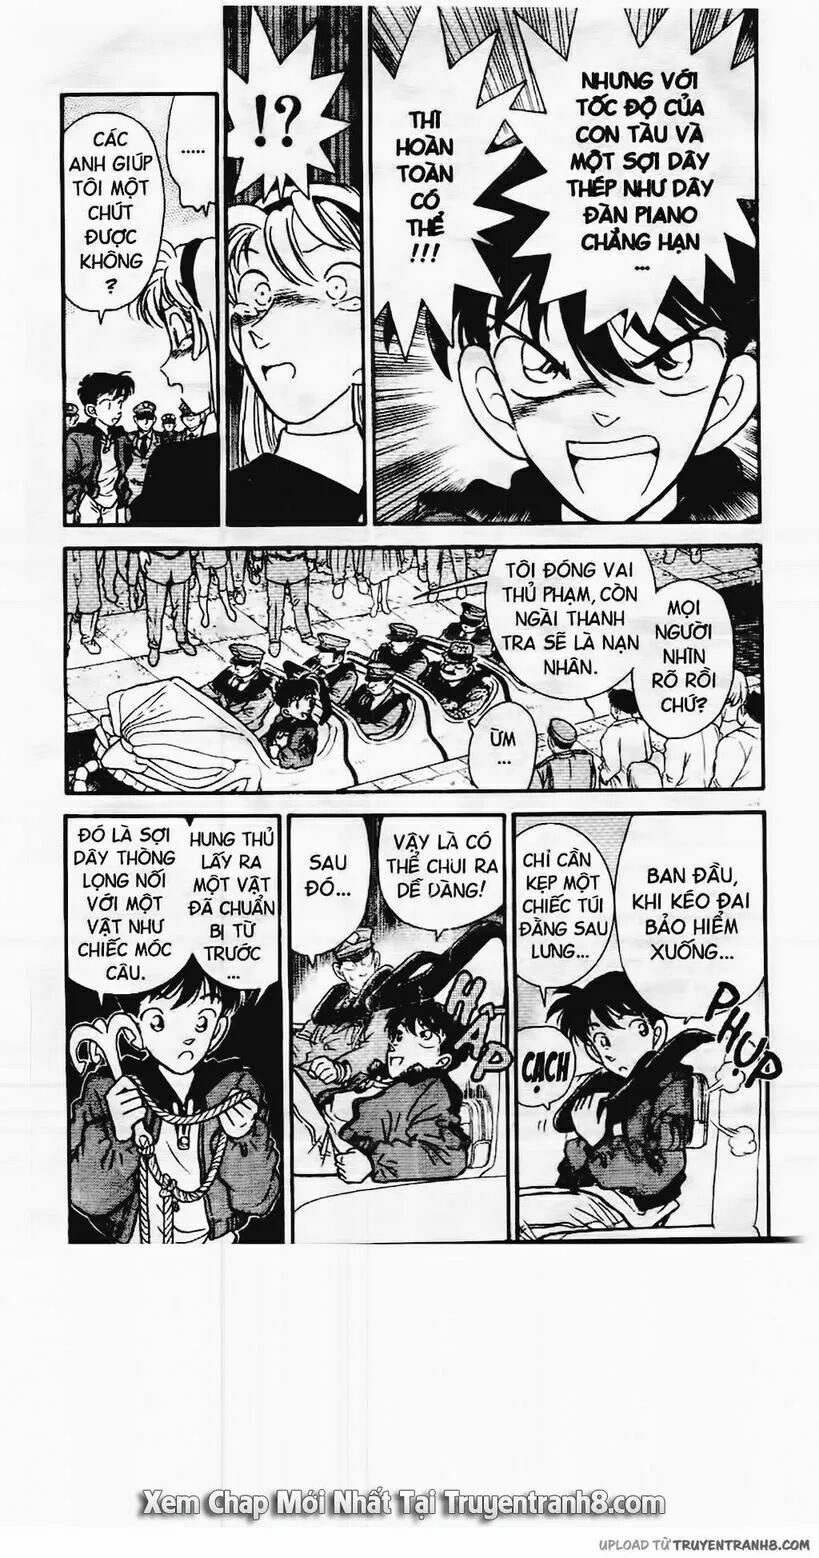 NHƯNG VỚI
TỐC ĐỘ CỦA
CON TÀU VÀ
MỘT SỢI DÂY
THÉP NHƯ DÂY
ĐÀN PIANO
CHẲNG HẠN
...
THÌ
HOÀN
TOÀN
CÓ
THỂ
!!!
!?
.....
CÁC
ANH GIÚP
TÔI MỘT
CHÚT
ĐƯỢC
KHÔNG
?
MỌI
NGƯỜI
NHÌN
RÕ RỒI
CHỨ?
TÔI ĐÓNG VAI
THỦ PHẠM, CÒN
NGÀI THANH
TRA SẼ LÀ NẠN
NHÂN.
ỪM
...
BAN ĐẦU,
KHI KÉO ĐAI
BẢO HIỂM
XUỐNG...
PHỤP
CHỈ CẦN
KẸP MỘT
CHIẾC TÚI
ĐẰNG SAU
LƯNG...
CẠCH
VẬY LÀ CÓ
THỂ CHUI RA
DỄ DÀNG!
SAU
ĐÓ...
HUNG THỦ
LẤY RA
MỘT VẬT
ĐÃ CHUẨN
BỊ TỪ
TRƯỚC
...
ĐÓ LÀ SỢI
DÂY THÒNG
LỌNG NỐI
VỚI MỘT
VẬT NHƯ
CHIẾC MÓC
CÂU.
Xem Chap Mới Nhất Tại Truyentranh8.com
UPLOAD TỪ TRUYENTRANH8.COM